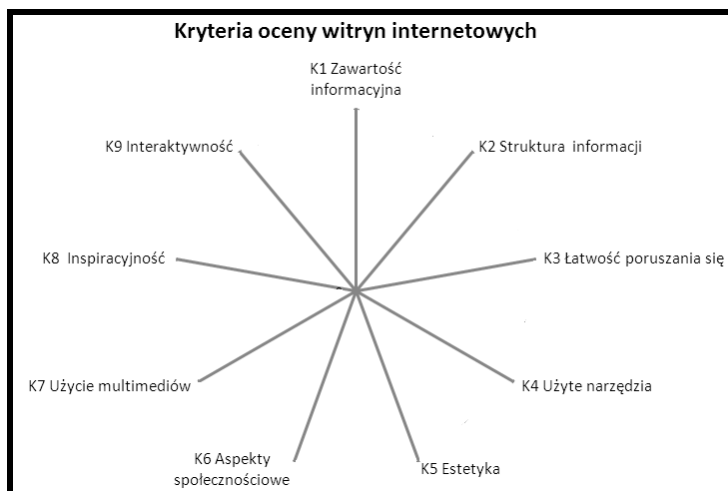 Kryteria oceny witryn internetowych
K1 Zawartość
informacyjna
K2 Struktura informacji
K3 Łatwość poruszania się
K4 Użyte narzędzia
K5 Estetyka
K6 Aspekty
społecznościowe
K7 Użycie multimediów
K8 Inspiracyjność
K9 Interaktywność